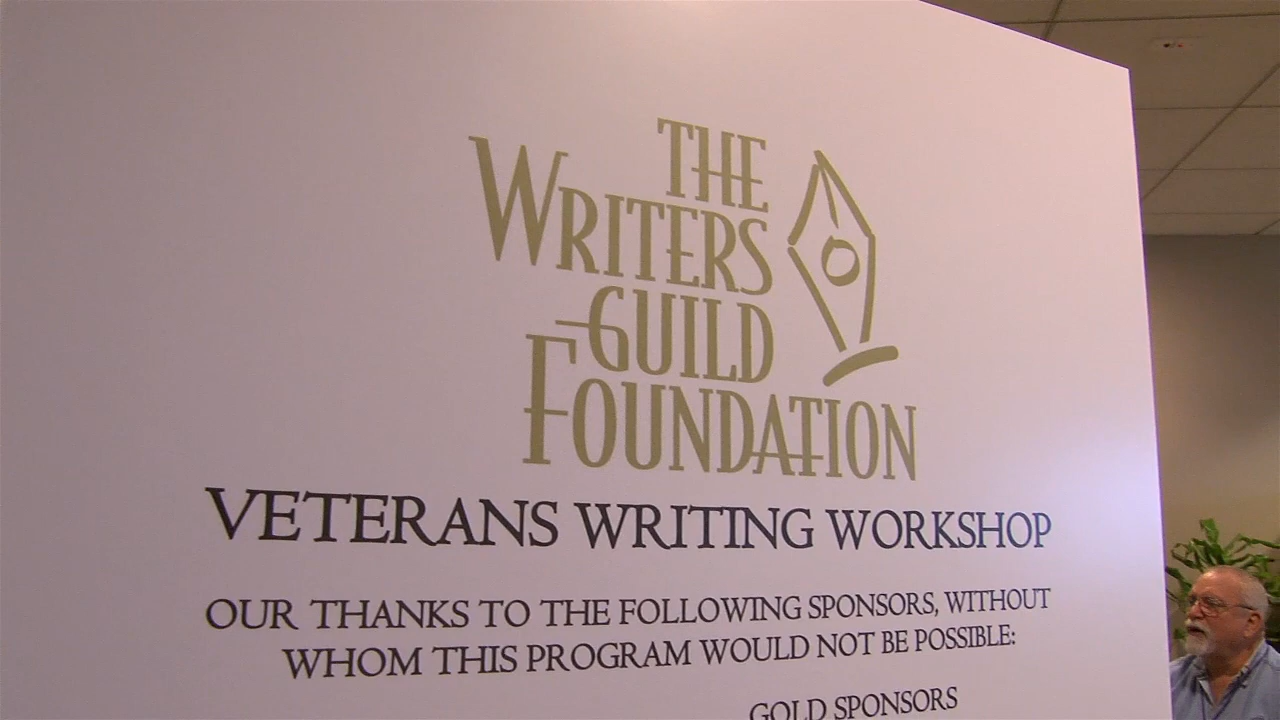 THE
WRITERS
GUILD
FOUNDATION
VETERANS WRITING WORKSHOP
OUR THANKS TO THE FOLLOWING SPONSORS, WITHOUT
WHOM THIS PROGRAM WOULD NOT BE POSSIBLE:
GOLD SPONSORS